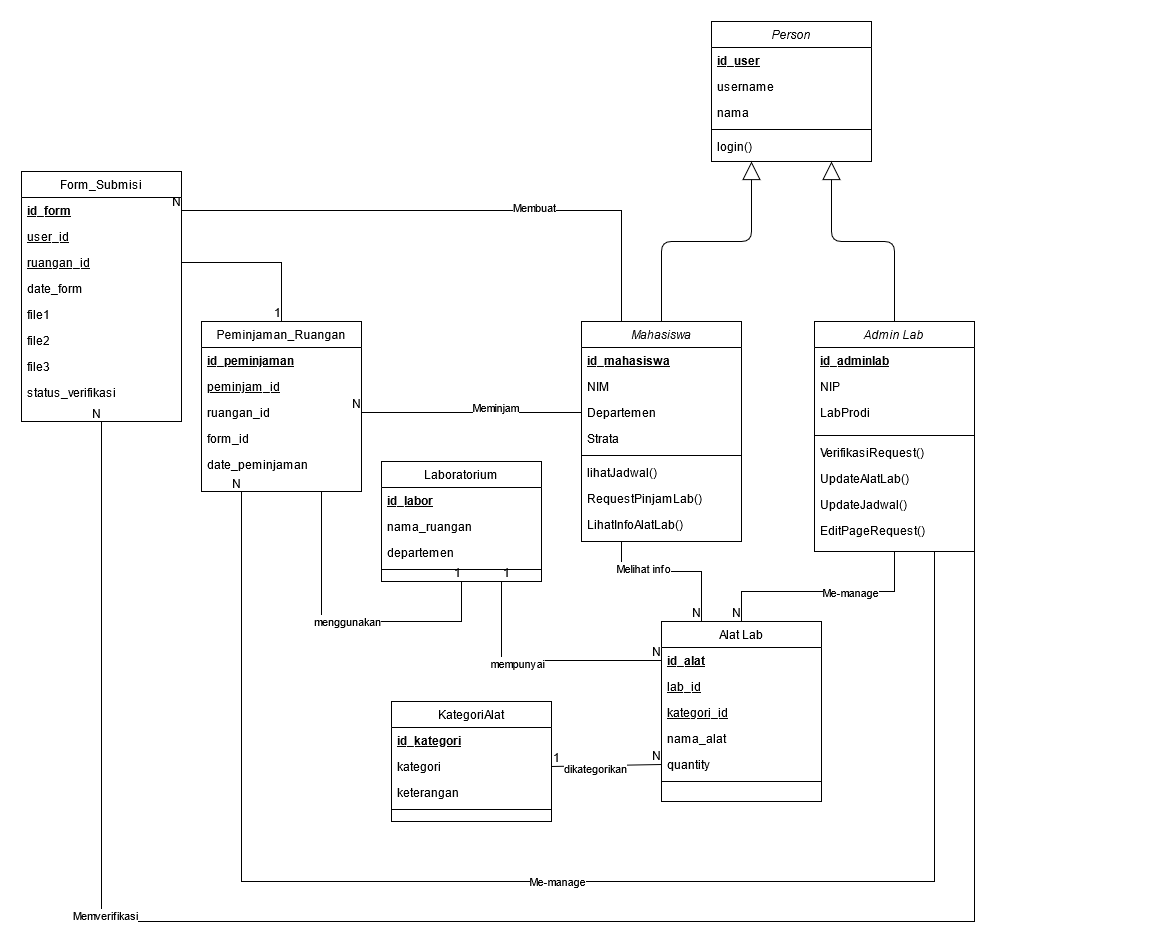 Person
id_user
username
nama
login()
Form_Submisi
id_form
user_id
ruangan_id
date_form
file1
file2
file3
status_verifikasi
N
N
Membuat
1
Peminjaman_Ruangan
id_peminjaman
peminjam_id
ruangan_id
form_id
date_peminjaman
N
N
Meminjam
Mahasiswa
id_mahasiswa
NIM
Departemen
Strata
lihatJadwal()
RequestPinjamLab()
LihatInfoAlatLab()
Admin Lab
id_adminlab
NIP
LabProdi
VerifikasiRequest()
UpdateAlatLab()
UpdateJadwal()
EditPageRequest()
Laboratorium
id_labor
nama_ruangan
departemen
1
1
menggunakan
mempunyai
Melihat info
Me-manage
N
N
Alat Lab
id_alat
lab_id
kategori_id
nama_alat
quantity
N
N
KategoriAlat
id_kategori
kategori
keterangan
1
dikategorikan
Me-manage
Memverifikasi